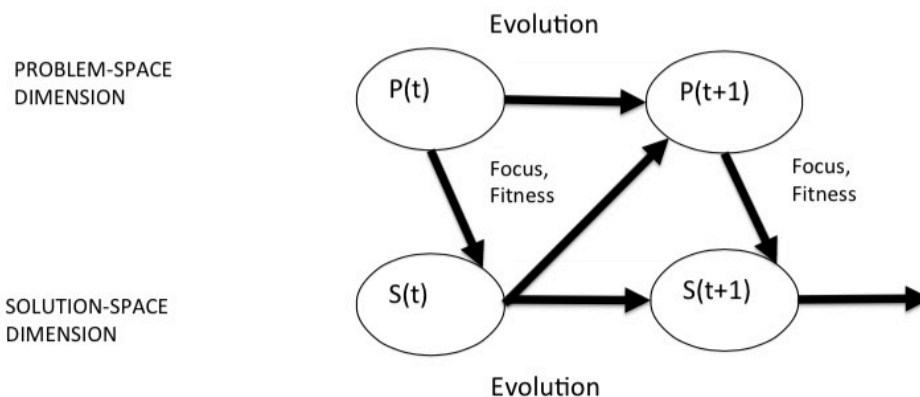 Evolution
PROBLEM-SPACE
DIMENSION
P(t)
P(t+1)
Focus,
Fitness
Focus,
Fitness
SOLUTION-SPACE
DIMENSION
S(t)
S(t+1)
Evolution